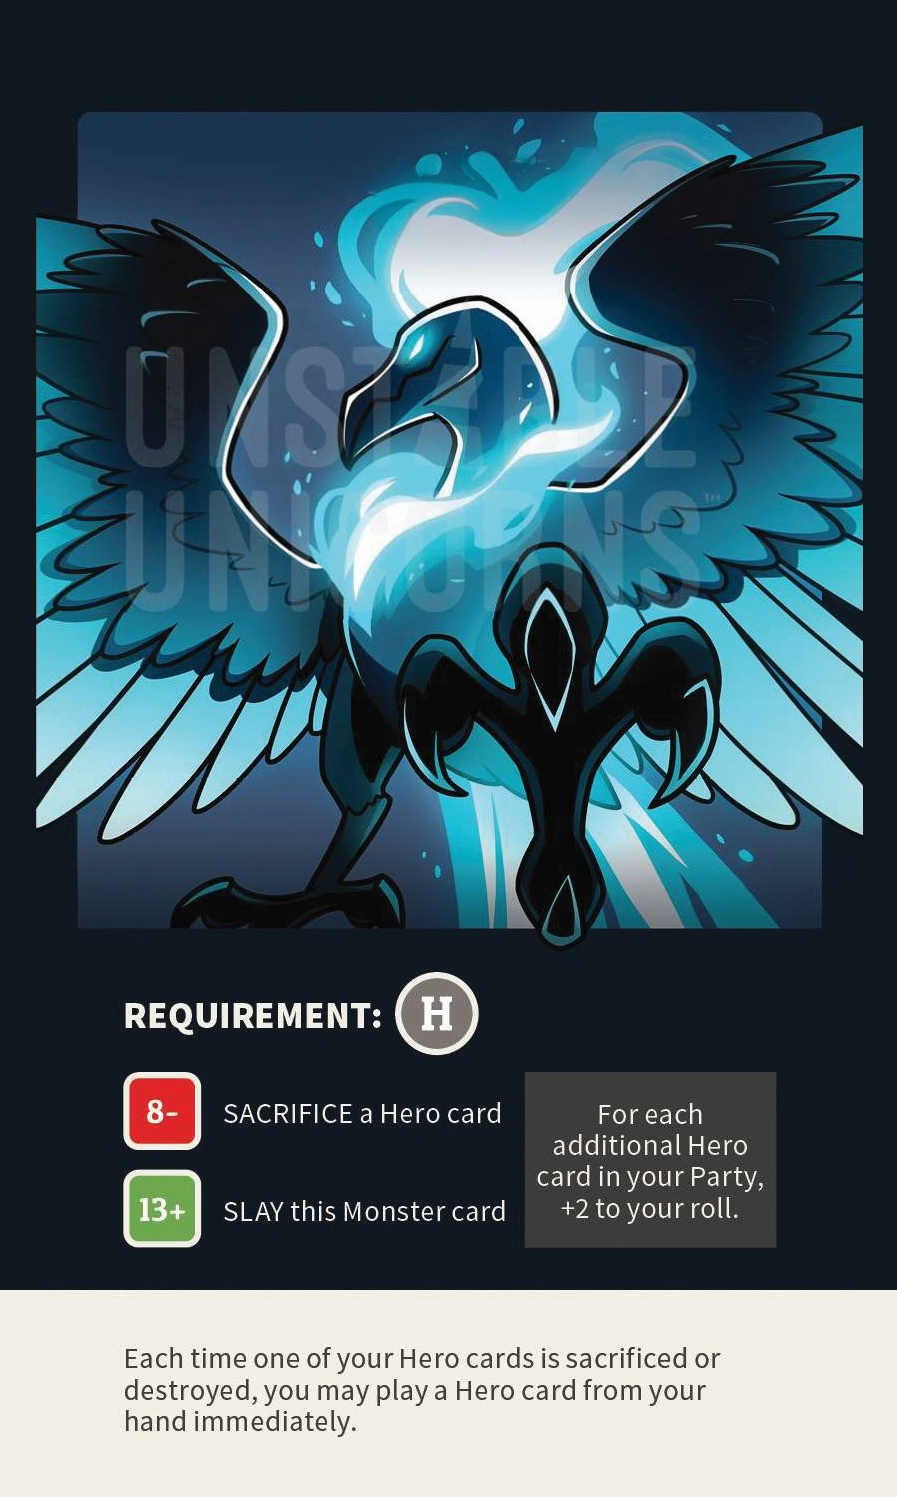 UNSTABLE
UNICORNS
TM
REQUIREMENT: H
8- SACRIFICE a Hero card
13+ SLAY this Monster card
For each
additional Hero
card in your Party,
+2 to your roll.
Each time one of your Hero cards is sacrificed or
destroyed, you may play a Hero card from your
hand immediately.